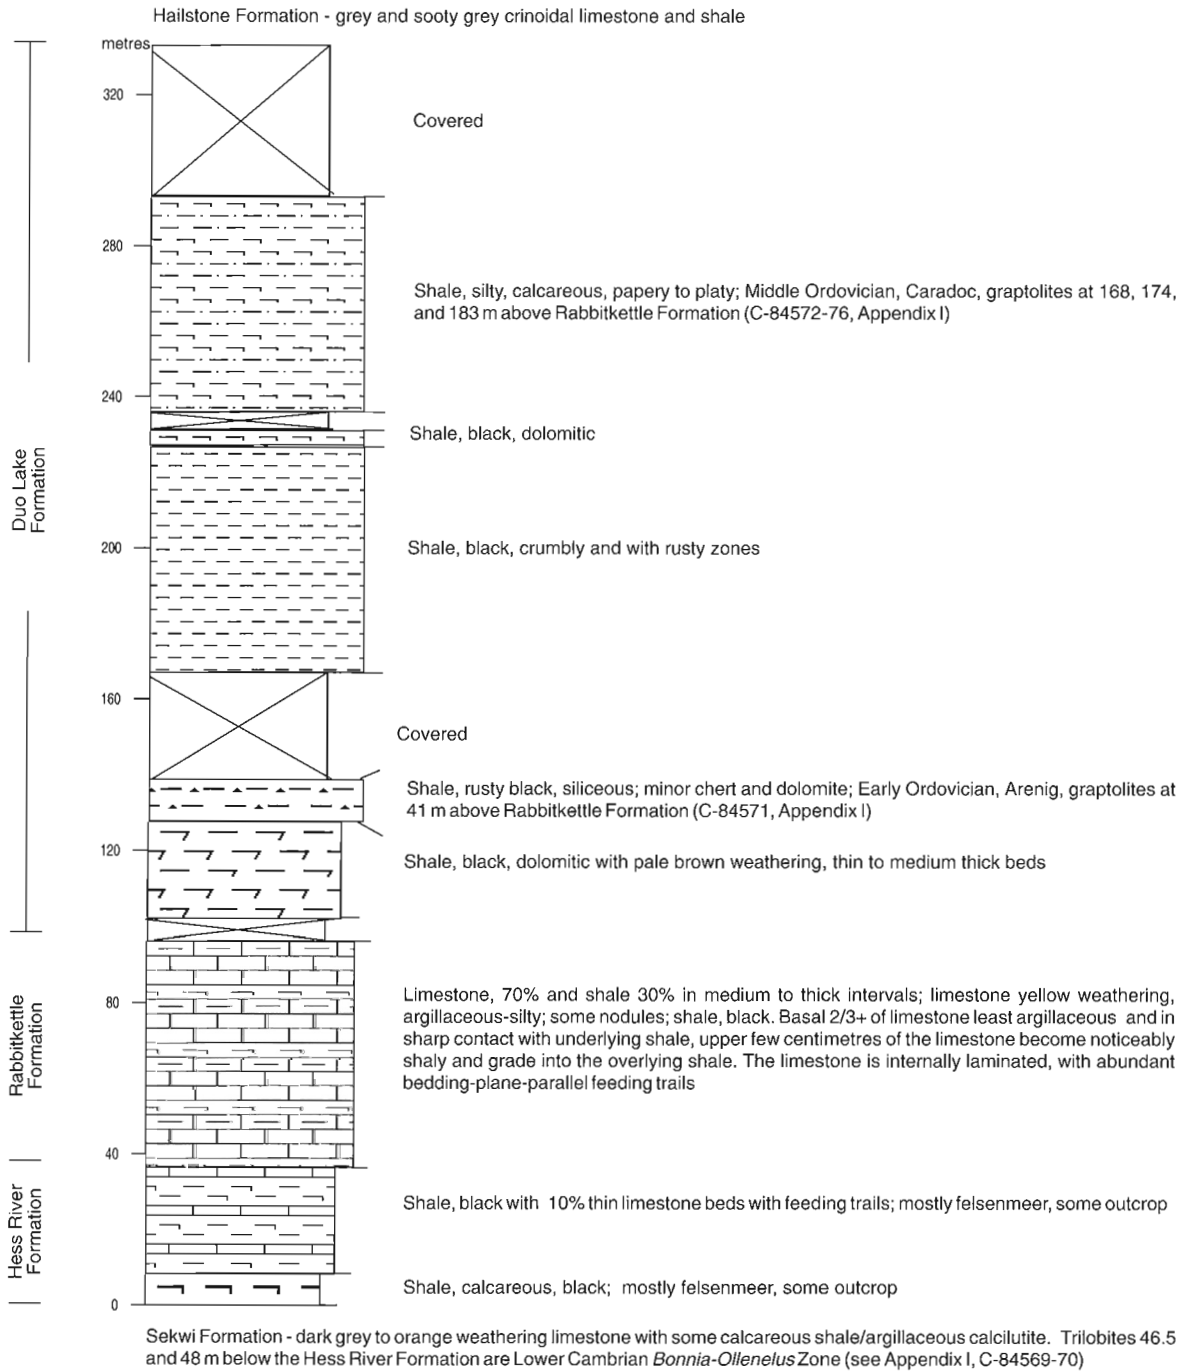 Hailstone Formation - grey and sooty grey crinoidal limestone and shale
metres
320
Covered
280
Shale, silty, calcareous, papery to platy; Middle Ordovician, Caradoc, graptolites at 168, 174,
and 183 m above Rabbitkettle Formation (C-84572-76, Appendix I)
240
Shale, black, dolomitic
Duo Lake
Formation
200
Shale, black, crumbly and with rusty zones
160
Covered
Shale, rusty black, siliceous; minor chert and dolomite; Early Ordovician, Arenig, graptolites at
41 m above Rabbitkettle Formation (C-84571, Appendix I)
120
Shale, black, dolomitic with pale brown weathering, thin to medium thick beds
Rabbitkettle
Formation
80
Limestone, 70% and shale 30% in medium to thick intervals; limestone yellow weathering,
argillaceous-silty; some nodules; shale, black. Basal 2/3+ of limestone least argillaceous and in
sharp contact with underlying shale, upper few centimetres of the limestone become noticeably
shaly and grade into the overlying shale. The limestone is internally laminated, with abundant
bedding-plane-parallel feeding trails
40
Hess River
Formation
Shale, black with 10% thin limestone beds with feeding trails; mostly felsenmeer, some outcrop
Shale, calcareous, black; mostly felsenmeer, some outcrop
0
Sekwi Formation - dark grey to orange weathering limestone with some calcareous shale/argillaceous calcilutite. Trilobites 46.5
and 48 m below the Hess River Formation are Lower Cambrian Bonnia-Ollenelus Zone (see Appendix I, C-84569-70)